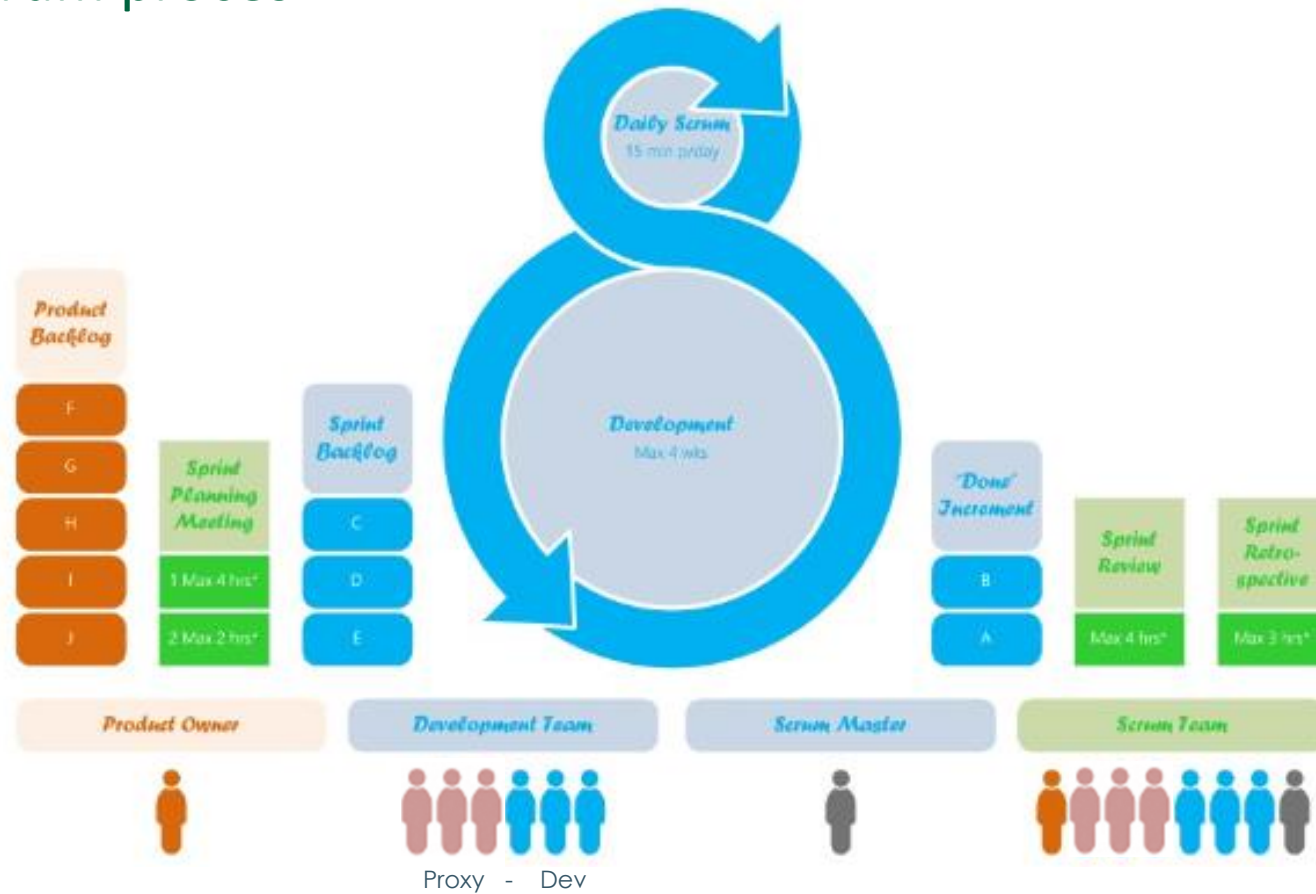 Daily Scrum
15 min p/day
Product
Backlog
F
G
H
I
J
Sprint
Planning
Meeting
1 Max 4 hrs*
2 Max 2 hrs*
Sprint
Backlog
C
D
E
Development
Max 4 wks
"Done"
Increment
B
A
Sprint
Review
Max 4 hrs*
Sprint
Retro-
spective
Max 3 hrs*
Product Owner
Development Team
Scrum Master
Scrum Team
Proxy - Dev